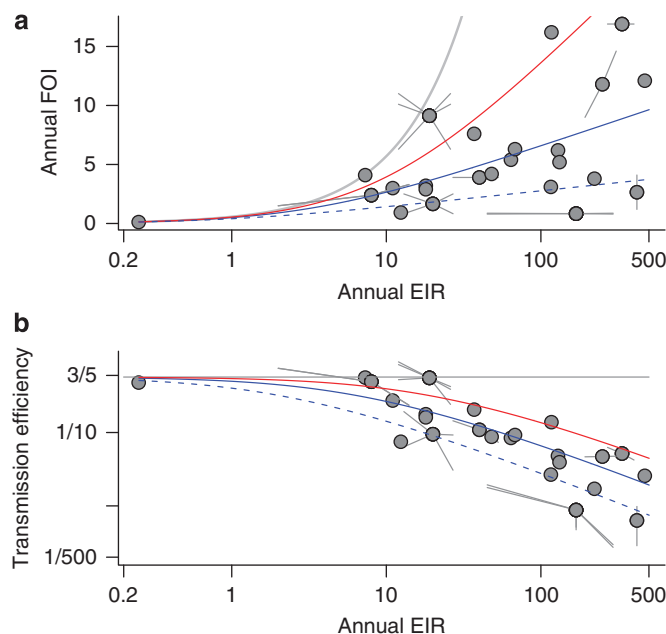 a
15
10
5
0
Annual FOI
0.2 1 10 100 500
Annual EIR
b
3/5
1/10
1/500
Transmission efficiency
0.2 1 10 100 500
Annual EIR